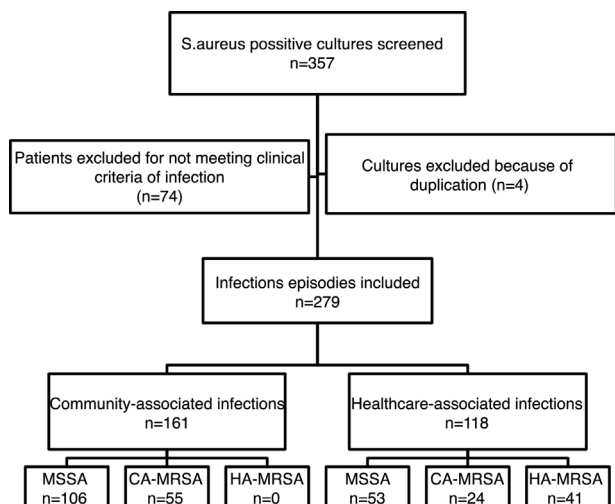 S.aureus possitive cultures screened
n=357
Patients excluded for not meeting clinical
criteria of infection
(n=74)
Cultures excluded because of
duplication (n=4)
Infections episodies included
n=279
Community-associated infections
n=161
Healthcare-associated infections
n=118
MSSA
n=106
CA-MRSA
n=55
HA-MRSA
n=0
MSSA
n=53
CA-MRSA
n=24
HA-MRSA
n=41